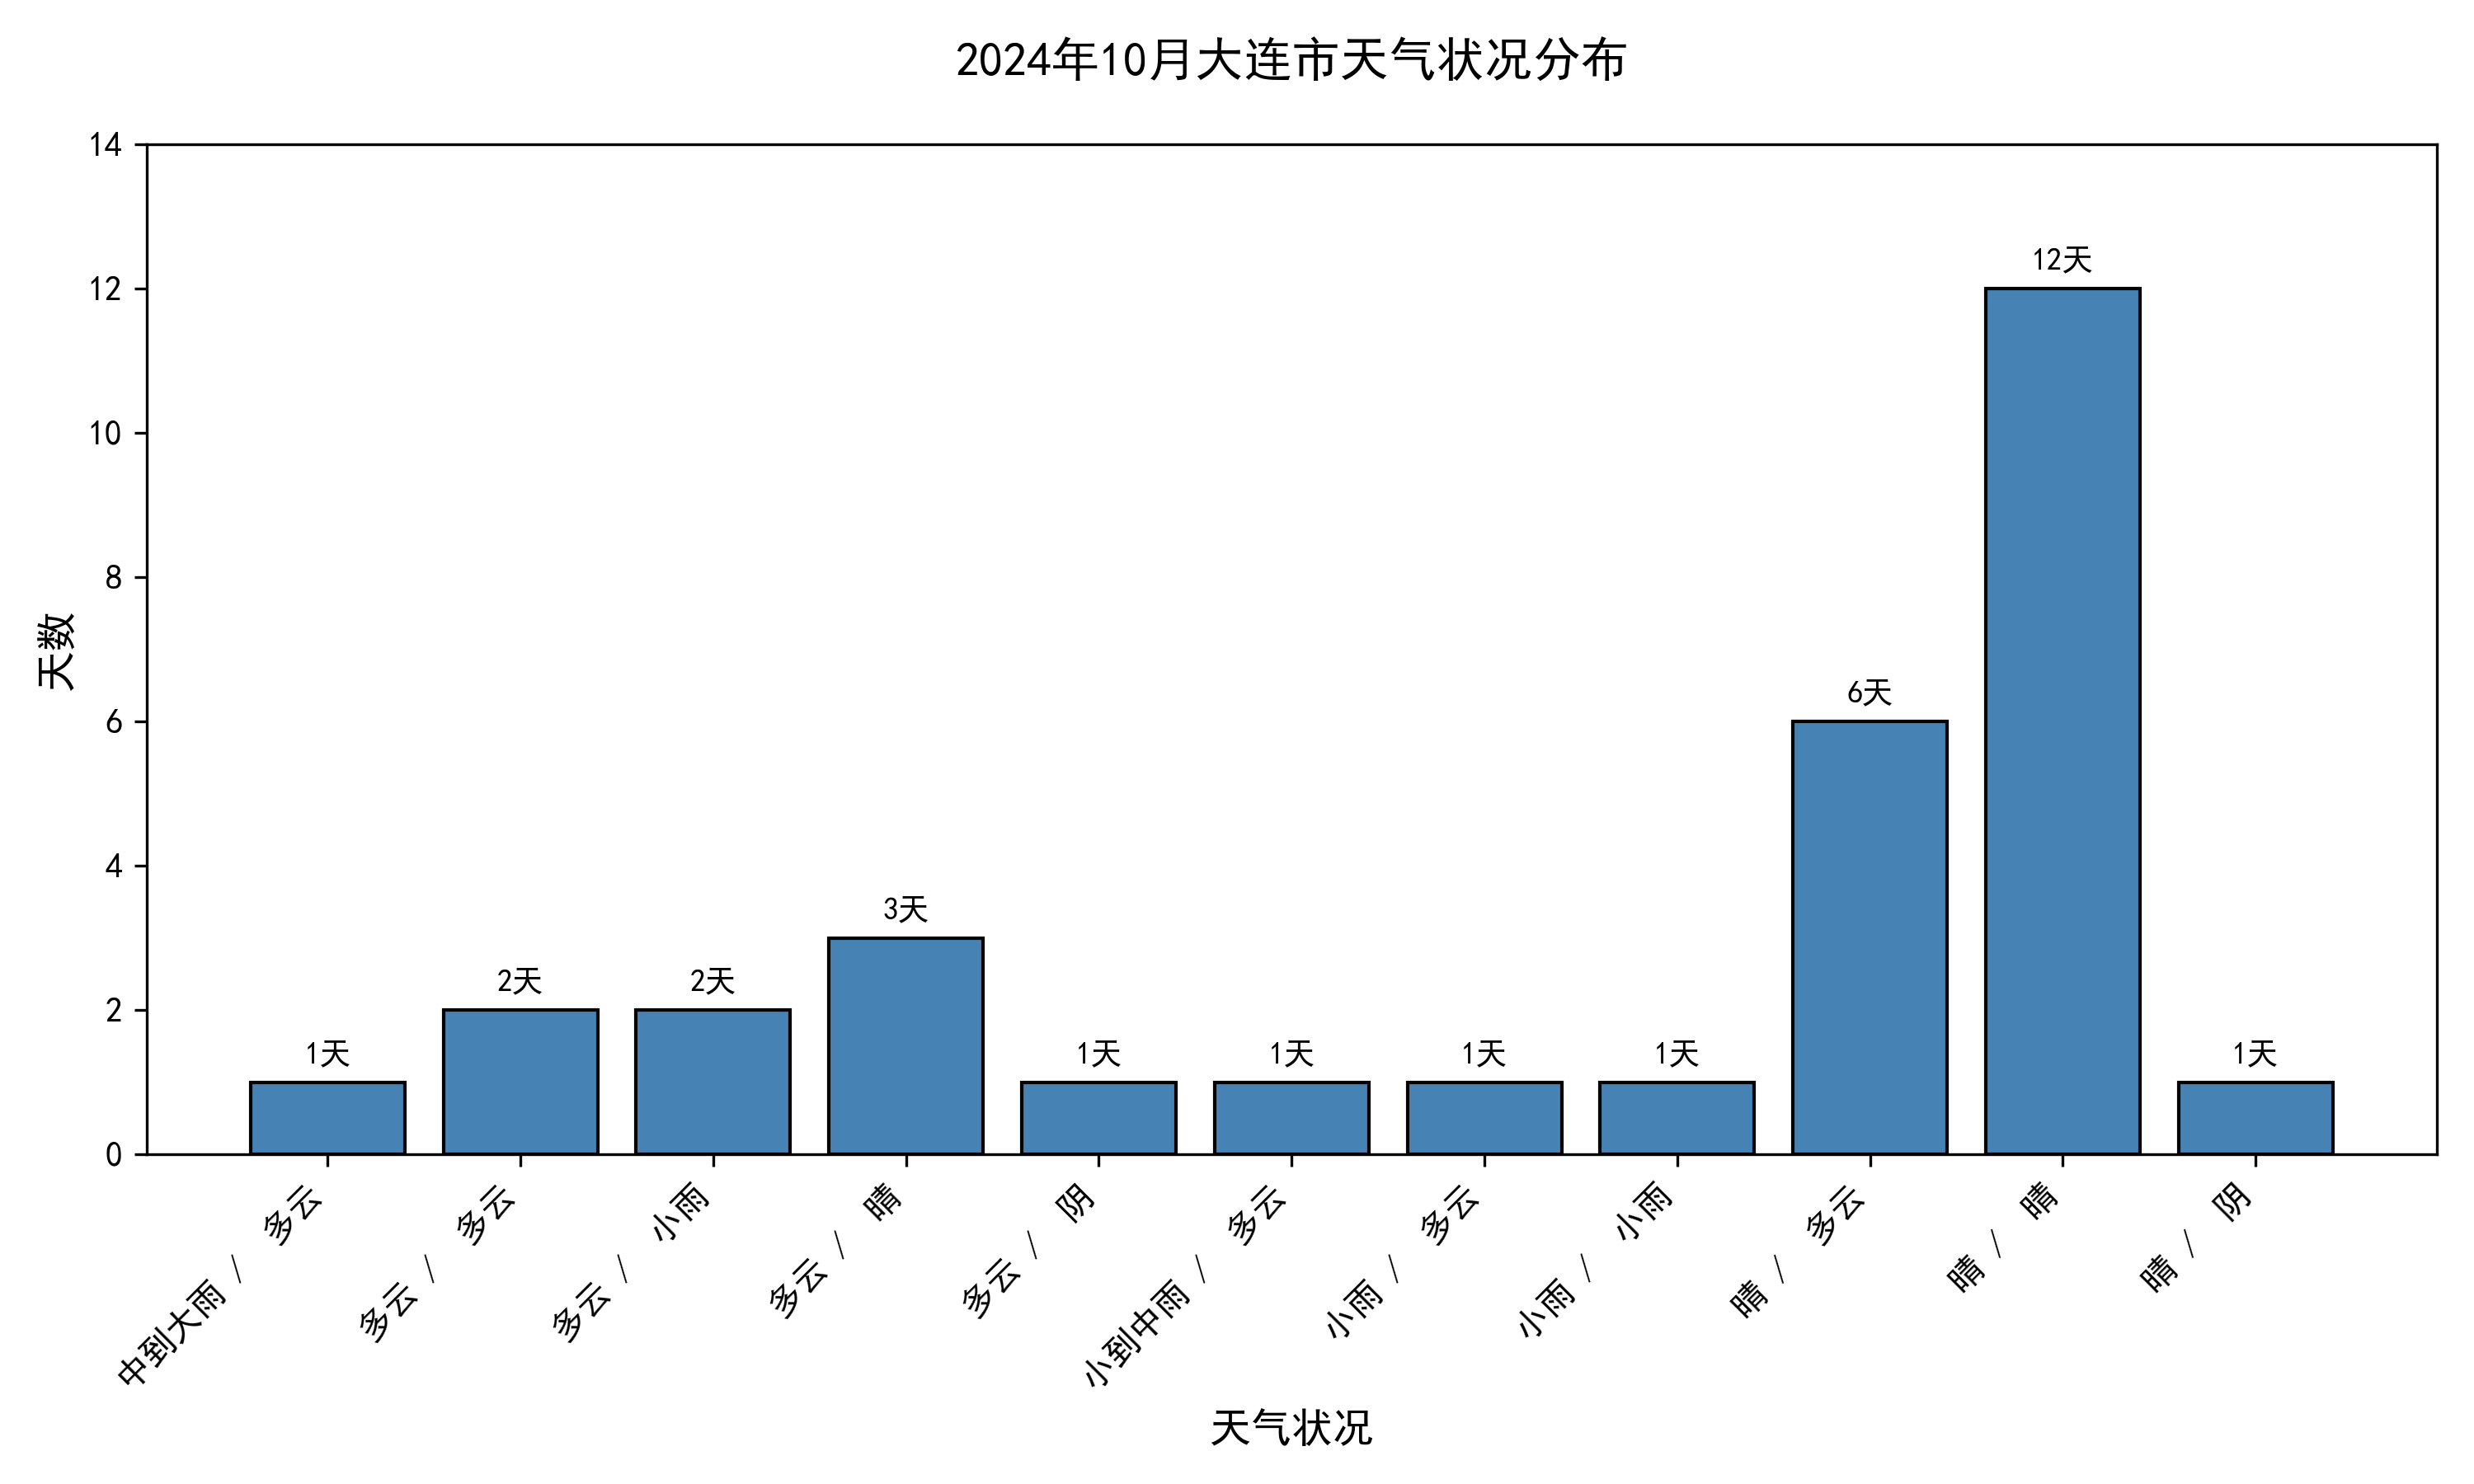 2024年10月大连市天气状况分布
天数
14
12
10
8
6
4
2
0
1天
2天
2天
3天
1天
1天
1天
1天
6天
12天
1天
中到大雨 / 多云
多云 / 多云
多云 / 小雨
多云 / 晴
多云 / 阴
小到中雨 / 多云
小雨 / 多云
小雨 / 小雨
晴 / 多云
晴 / 晴
晴 / 阴
天气状况